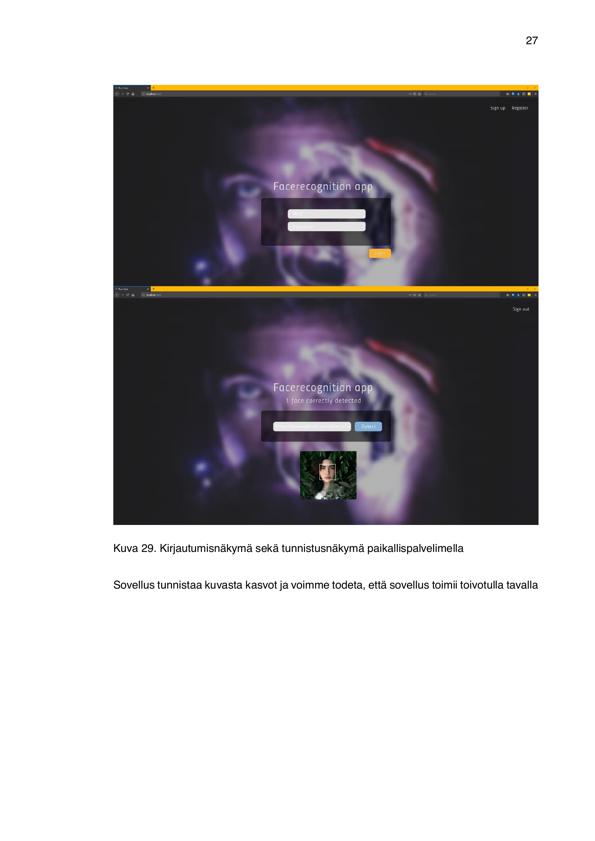 27
Sign up Register
Facerecognition app
Sign out
Facerecognition app
1 face correctly detected
Detect
Kuva 29. Kirjautumisnäkymä sekä tunnistusnäkymä paikallispalvelimella
Sovellus tunnistaa kuvasta kasvot ja voimme todeta, että sovellus toimii toivotulla tavalla